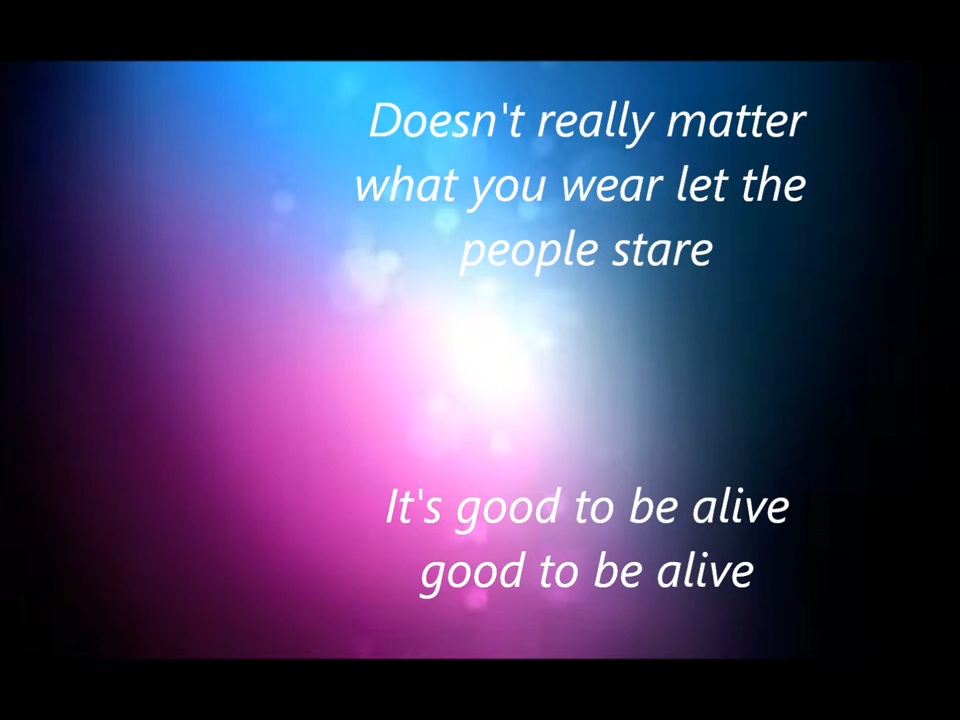 Doesn't really matter
what you wear let the
people stare
It's good to be alive
good to be alive